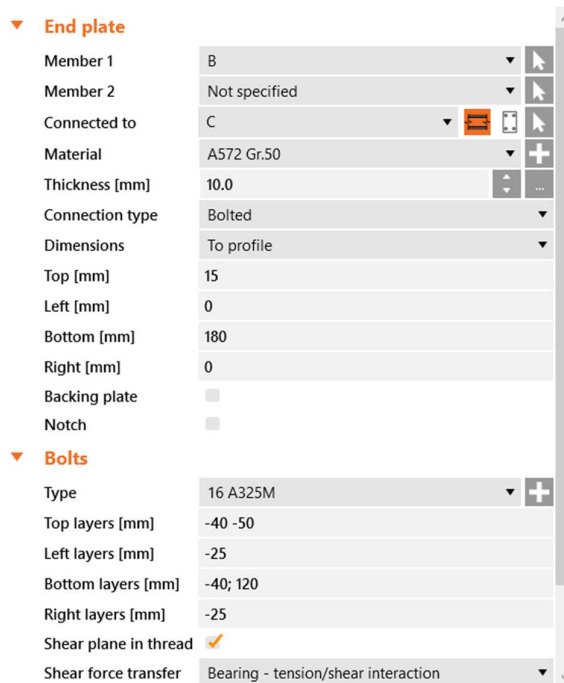 End plate
Member 1 B
Member 2 Not specified
Connected to C
Material A572 Gr.50
Thickness [mm] 10.0 ...
Connection type Bolted
Dimensions To profile
Top [mm] 15
Left [mm] 0
Bottom [mm] 180
Right [mm] 0
Backing plate
Notch
Bolts
Type 16 A325M
Top layers [mm] -40 -50
Left layers [mm] -25
Bottom layers [mm] -40; 120
Right layers [mm] -25
Shear plane in thread
Shear force transfer Bearing - tension/shear interaction